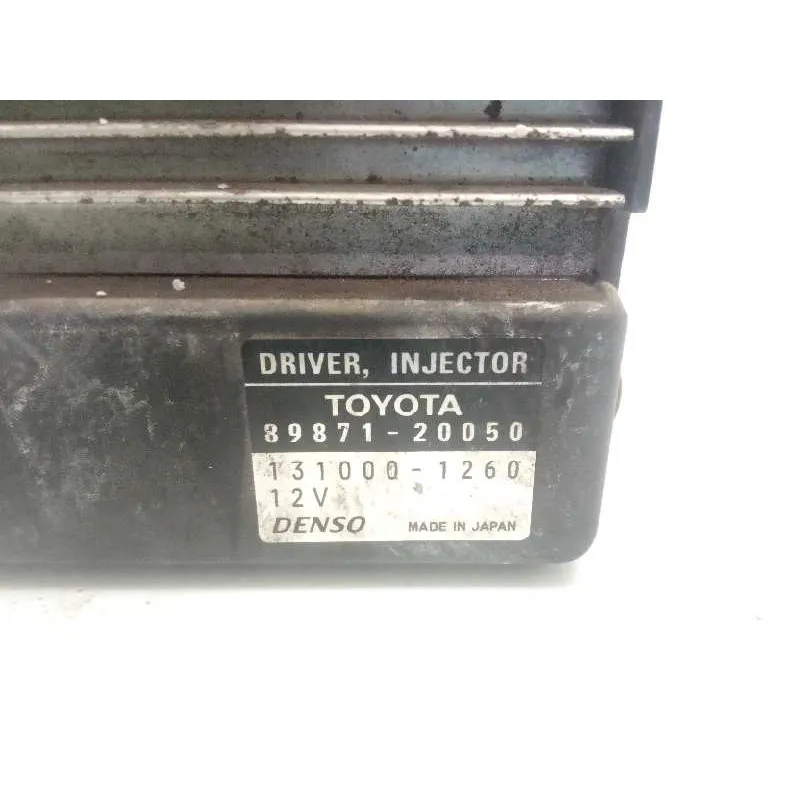 DRIVER, INJECTOR
TOYOTA
89871-20050
131000-1260
12V
DENSO MADE IN JAPAN